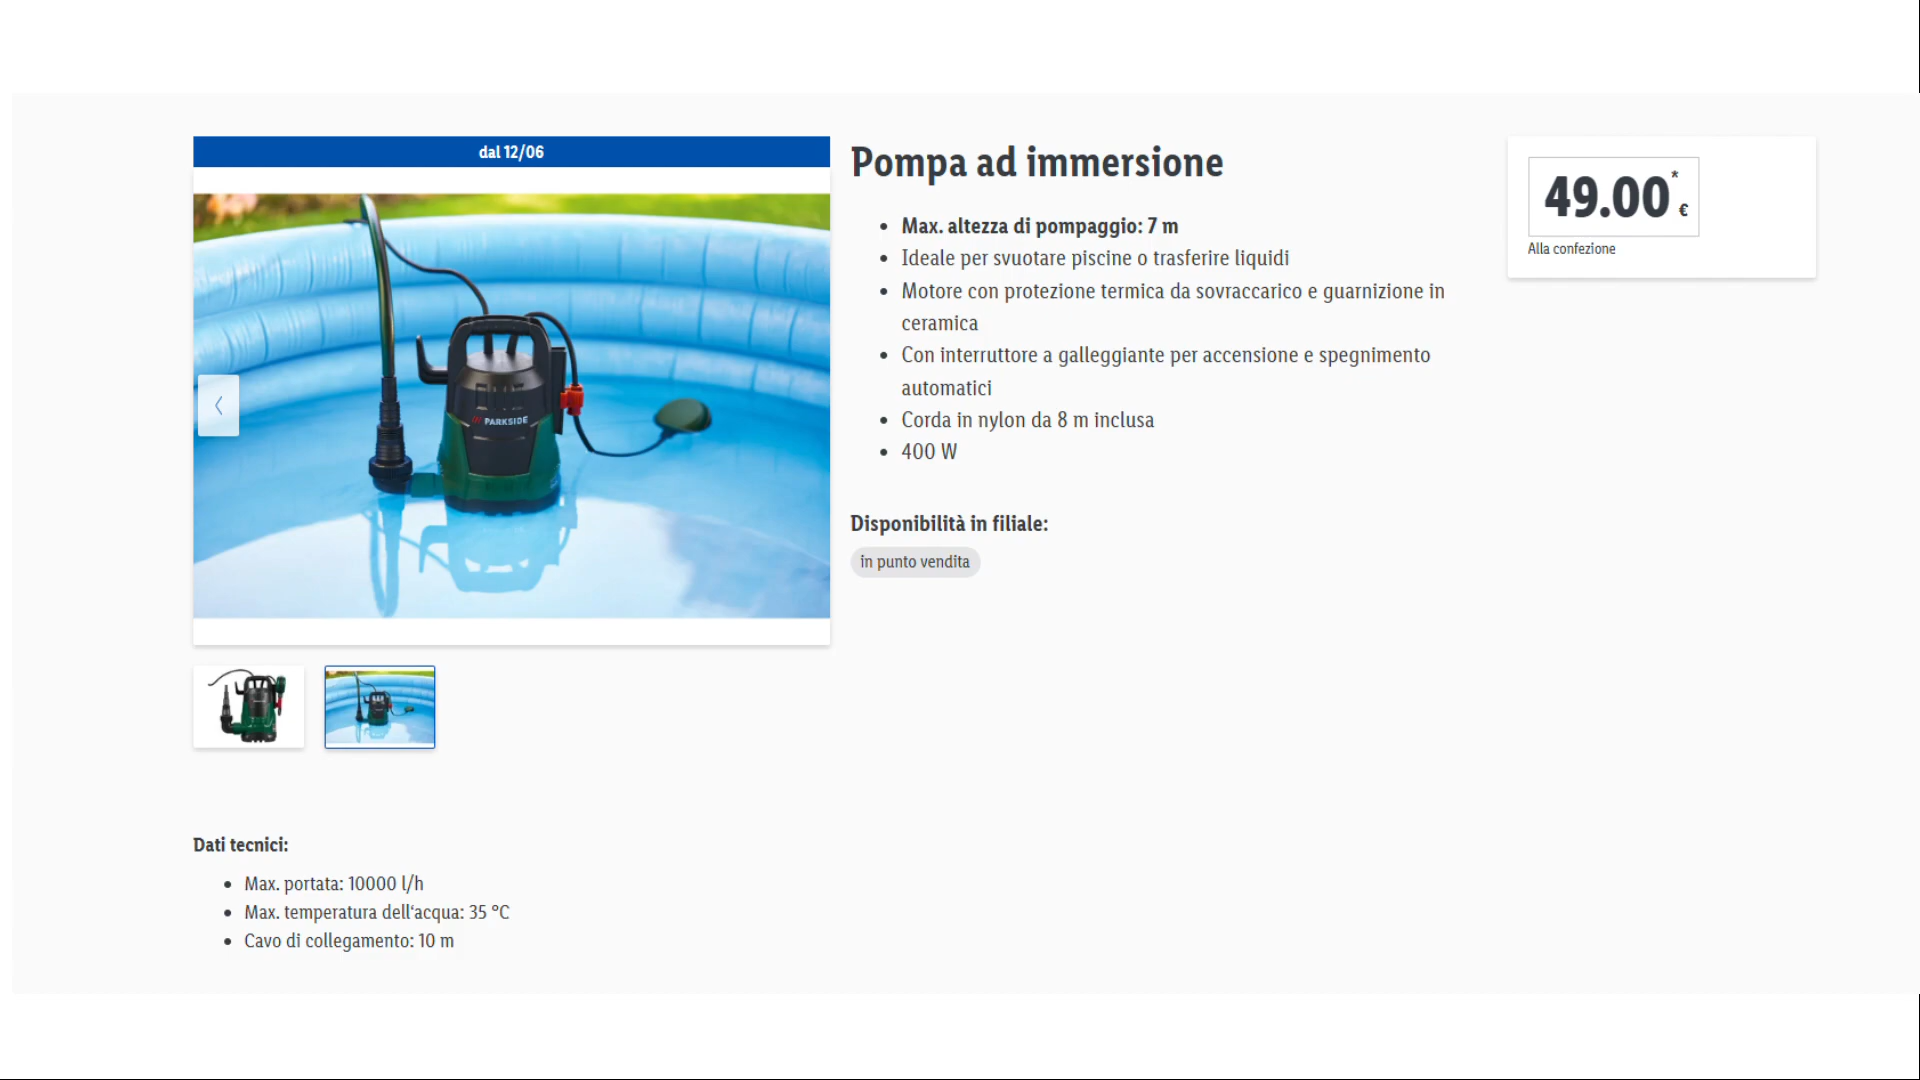 dal 12/06
PARKSIDE
Pompa ad immersione
Max. altezza di pompaggio: 7 m
Ideale per svuotare piscine o trasferire liquidi
Motore con protezione termica da sovraccarico e guarnizione in
ceramica
Con interruttore a galleggiante per accensione e spegnimento
automatici
Corda in nylon da 8 m inclusa
400 W
Disponibilità in filiale:
in punto vendita
49.00*€
Alla confezione
Dati tecnici:
Max. portata: 10000 l/h
Max. temperatura dell‘acqua: 35 °C
Cavo di collegamento: 10 m